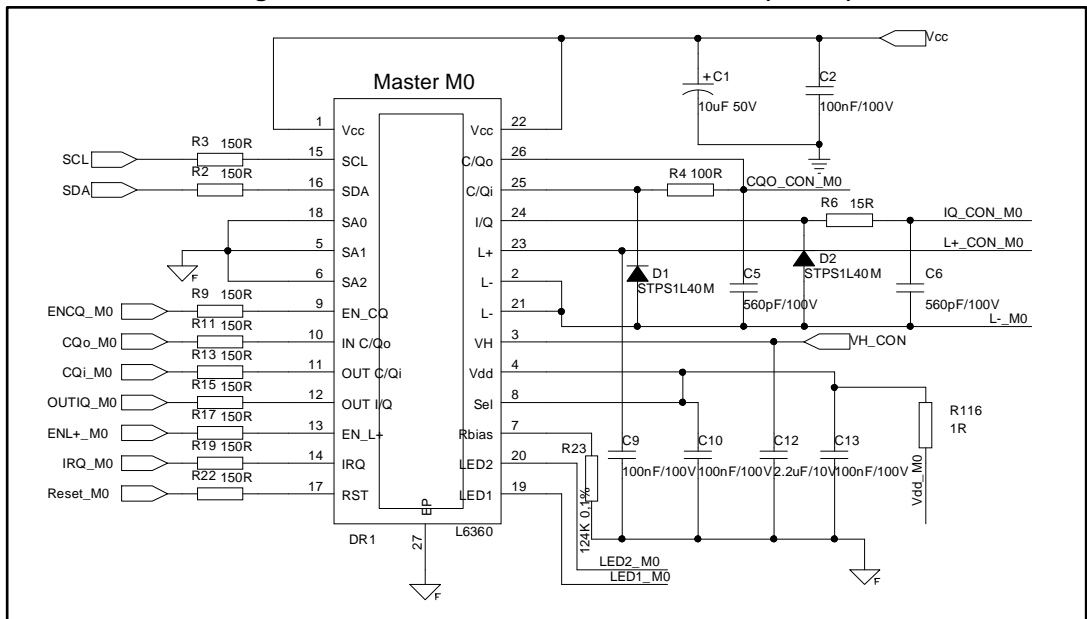 Vcc
Master M0
+ C1
10uF 50V
C2
100nF/100V
1 Vcc
Vcc 22
SCL R3 150R 15 SCL
C/Qo 26
SDA R2 150R 16 SDA
C/Qi 25 R4 100R CQO_CON_M0
18 SA0
I/Q 24 R6 15R IQ_CON_M0
5 SA1
L+ 23 L+_CON_M0
6 SA2
L- 2
D1
STPS1L40M
C5
560pF/100V
D2
STPS1L40M
C6
560pF/100V
ENCQ_M0 R9 150R 9 EN_CQ
L- 21 L-_M0
CQo_M0 R11 150R 10 IN C/Qo
VH 3 VH_CON
CQi_M0 R13 150R 11 OUT C/Qi
Vdd 4
OUTIQ_M0 R15 150R 12 OUT I/Q
Sel 8
R116
1R
Vdd_M0
ENL+_M0 R17 150R 13 EN_L+
Rbias 7
R23
124K 0,1%
C9
100nF/100V
C10
100nF/100V
C12
2.2uF/10V
C13
100nF/100V
IRQ_M0 R19 150R 14 IRQ
LED2 20
Reset_M0 R22 150R 17 RST
LED1 19
EP
27
DR1
L6360
LED2_M0
LED1_M0